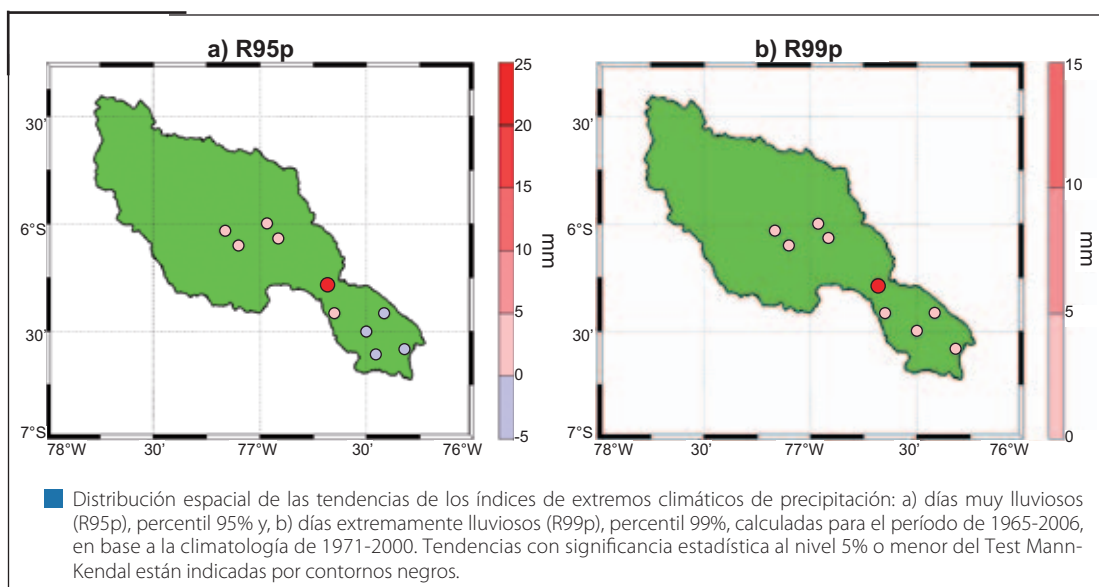 a) R95p
b) R99p
25
20
15
10
5
0
-5
mm
15
10
5
0
mm
30'
6°S
30'
7°S
78°W
30'
77°W
30'
76°W
30'
6°S
30'
7°S
78°W
30'
77°W
30'
76°W
Distribución espacial de las tendencias de los índices de extremos climáticos de precipitación: a) días muy lluviosos
(R95p), percentil 95% y, b) días extremamente lluviosos (R99p), percentil 99%, calculadas para el período de 1965-2006,
en base a la climatología de 1971-2000. Tendencias con significancia estadística al nivel 5% o menor del Test Mann-
Kendal están indicadas por contornos negros.